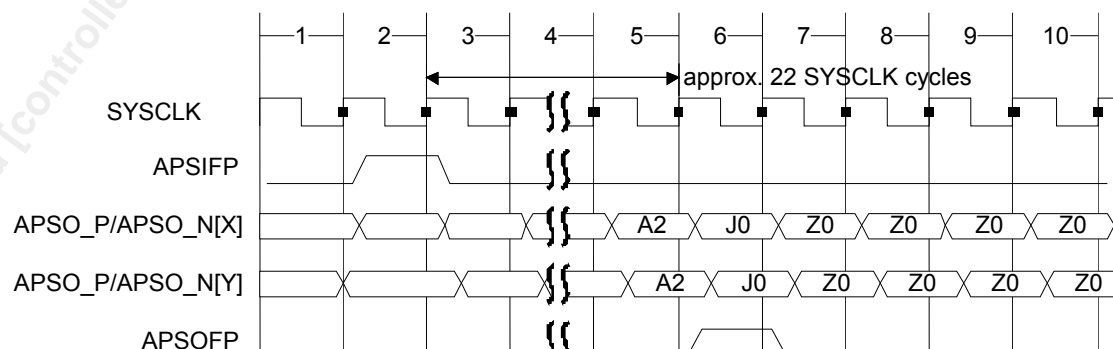 1 2 3 4 5 6 7 8 9 10
approx. 22 SYSCLK cycles
SYSCLK
APSIFP
APSO_P/APSO_N[X] A2 J0 Z0 Z0 Z0 Z0
APSO_P/APSO_N[Y] A2 J0 Z0 Z0 Z0 Z0
APSOFP
[controlle